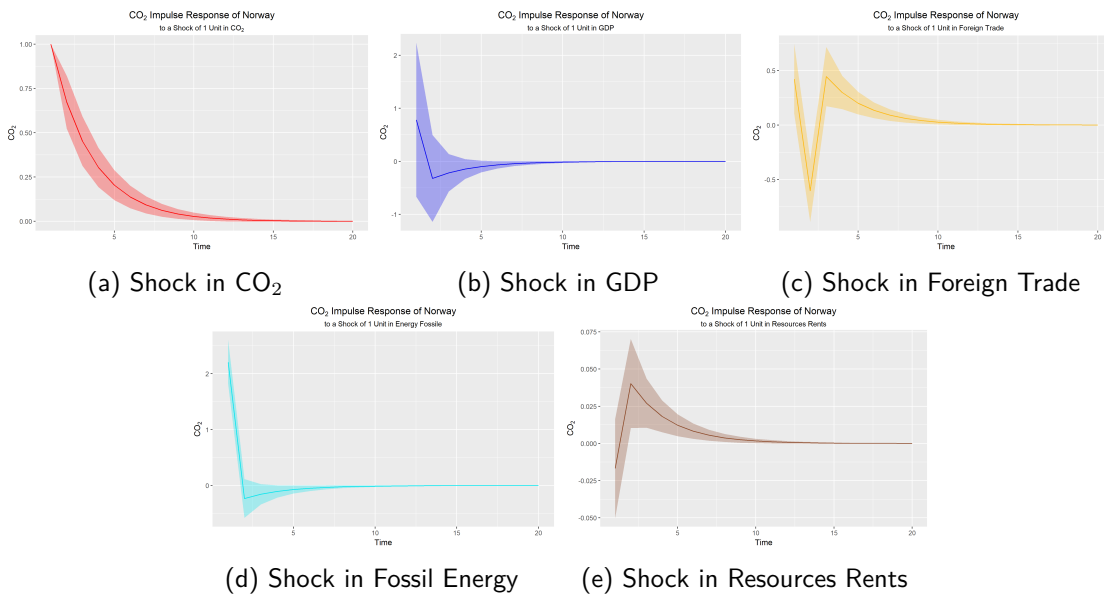 CO₂ Impulse Response of Norway
to a Shock of 1 Unit in CO₂
1.00
0.75
0.50
0.25
0.00
CO₂
5
10
15
20
Time
(a) Shock in CO₂
CO₂ Impulse Response of Norway
to a Shock of 1 Unit in GDP
2
1
0
-1
CO₂
5
10
15
20
Time
(b) Shock in GDP
CO₂ Impulse Response of Norway
to a Shock of 1 Unit in Foreign Trade
0.5
0.0
-0.5
CO₂
5
10
15
20
Time
(c) Shock in Foreign Trade
CO₂ Impulse Response of Norway
to a Shock of 1 Unit in Energy Fossile
2
0
CO₂
5
10
15
20
Time
(d) Shock in Fossil Energy
CO₂ Impulse Response of Norway
to a Shock of 1 Unit in Resources Rents
0.075
0.050
0.025
0.000
-0.025
-0.050
CO₂
5
10
15
20
Time
(e) Shock in Resources Rents